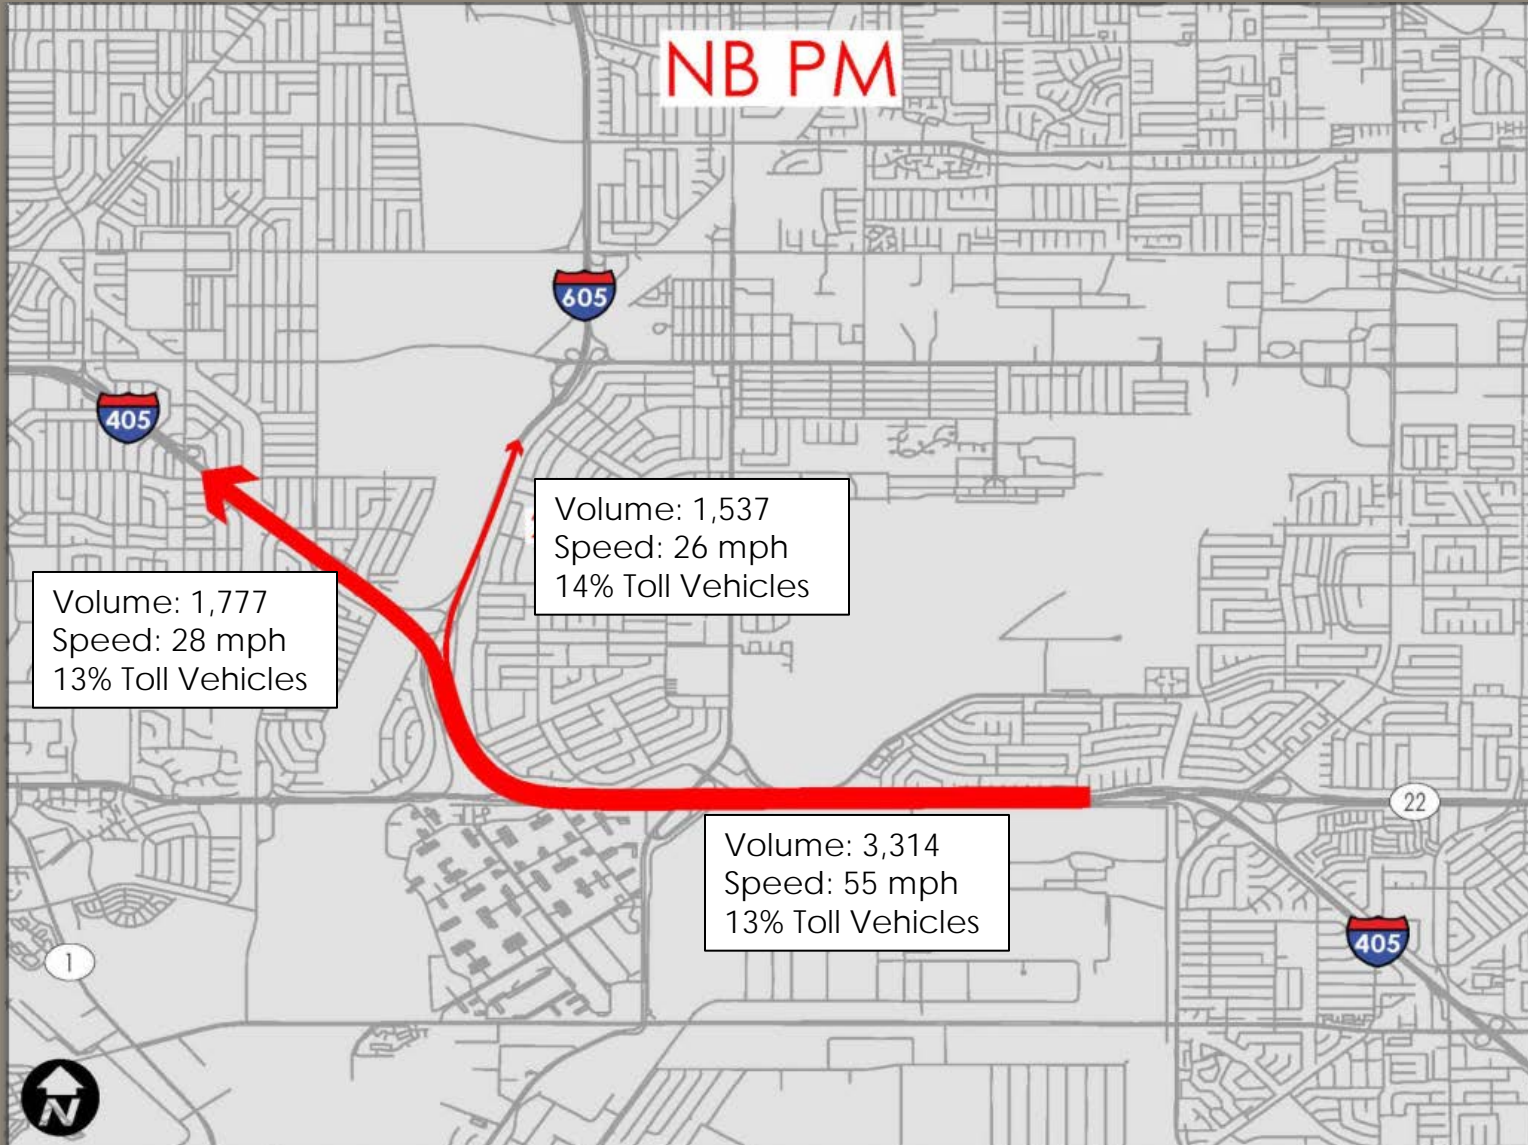 NB PM
605
405
Volume: 1,537
Speed: 26 mph
14% Toll Vehicles
Volume: 1,777
Speed: 28 mph
13% Toll Vehicles
22
Volume: 3,314
Speed: 55 mph
13% Toll Vehicles
405
1
N